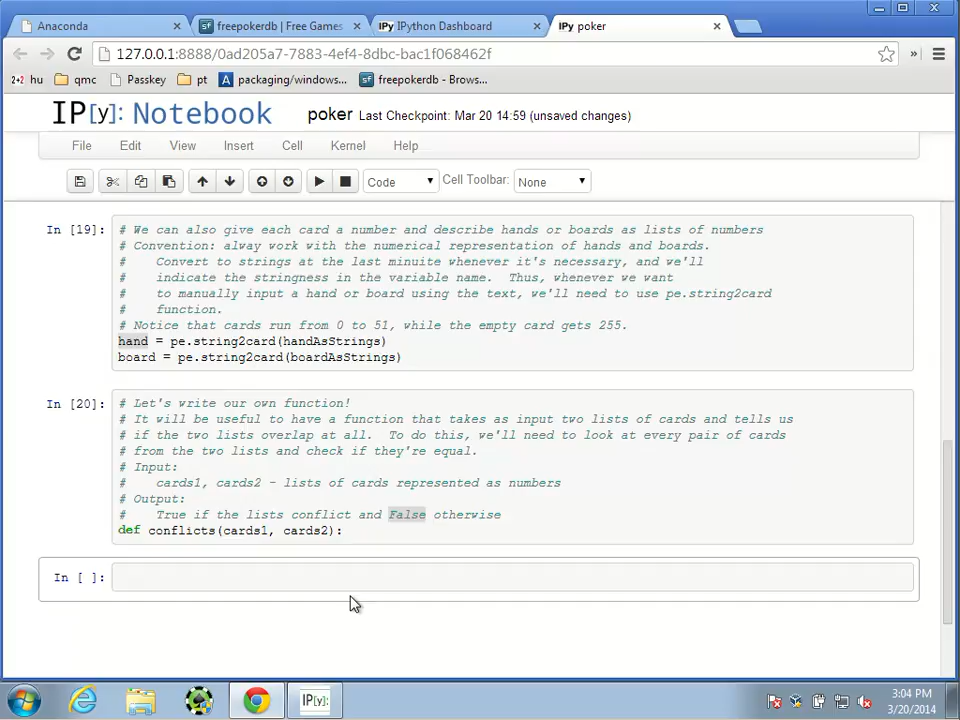 Anaconda
freepokerdb | Free Games
IPy IPython Dashboard
IPy poker
127.0.0.1:8888/0ad205a7-7883-4ef4-8dbc-bac1f068462f
2+2 hu
qmc
Passkey
pt
packaging/windows...
freepokerdb - Brows...
IP[y]: Notebook
poker Last Checkpoint: Mar 20 14:59 (unsaved changes)
File Edit View Insert Cell Kernel Help
Code Cell Toolbar: None
In [19]:
# We can also give each card a number and describe hands or boards as lists of numbers
# Convention: alway work with the numerical representation of hands and boards.
#    Convert to strings at the last minuite whenever it's necessary, and we'll
#    indicate the stringness in the variable name.  Thus, whenever we want
#    to manually input a hand or board using the text, we'll need to use pe.string2card
#    function.
# Notice that cards run from 0 to 51, while the empty card gets 255.
hand = pe.string2card(handAsStrings)
board = pe.string2card(boardAsStrings)
In [20]:
# Let's write our own function!
# It will be useful to have a function that takes as input two lists of cards and tells us
# if the two lists overlap at all.  To do this, we'll need to look at every pair of cards
# from the two lists and check if they're equal.
# Input:
#    cards1, cards2 - lists of cards represented as numbers
# Output:
#    True if the lists conflict and False otherwise
def conflicts(cards1, cards2):
In [ ]:
IP[y]:
3:04 PM
3/20/2014